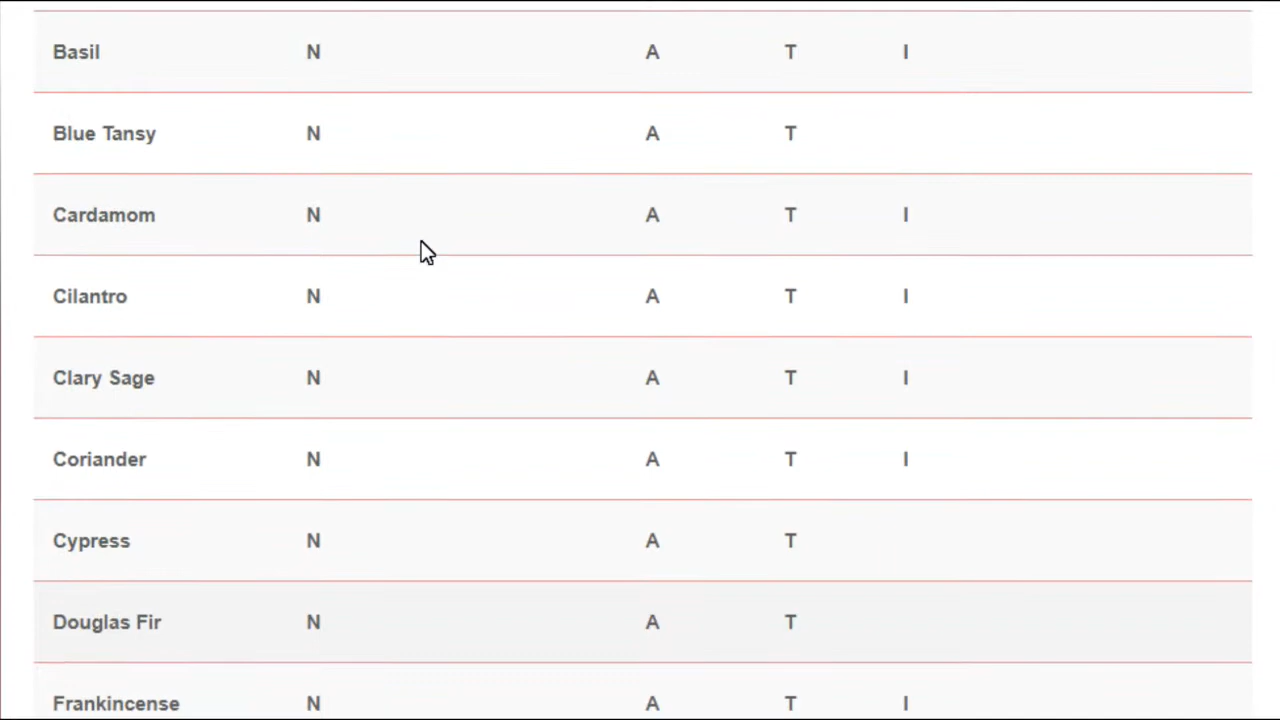 Basil N A T I
Blue Tansy N A T
Cardamom N A T I
Cilantro N A T I
Clary Sage N A T I
Coriander N A T I
Cypress N A T
Douglas Fir N A T
Frankincense N A T I